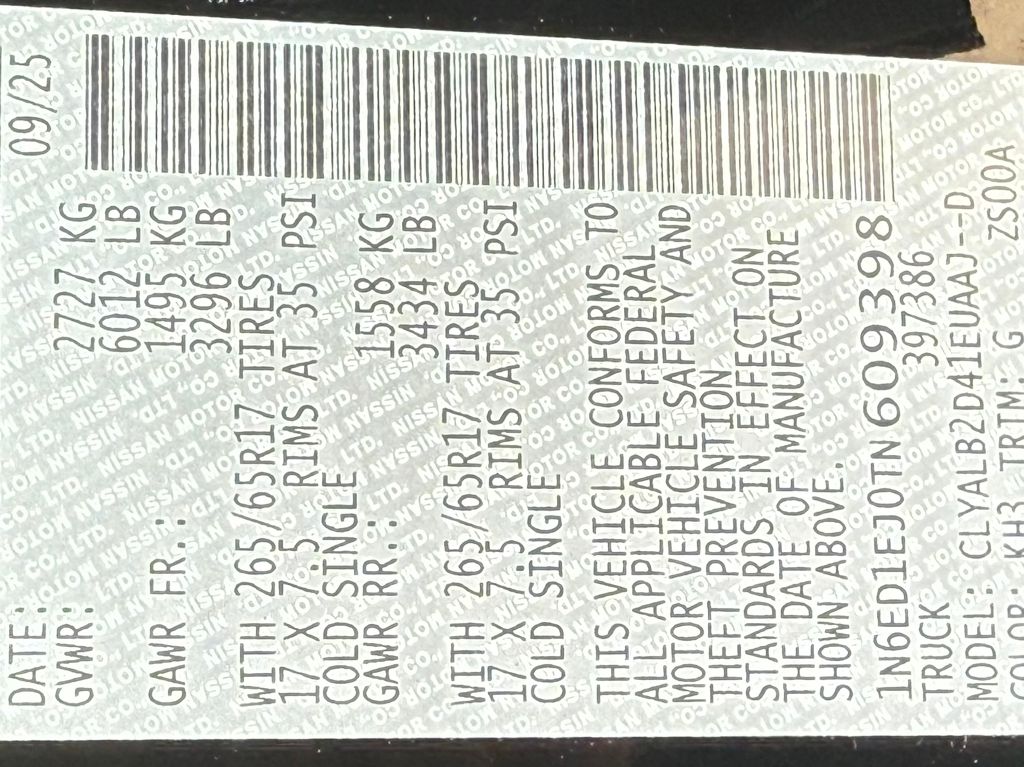 DATE: 09/25
GVWR: 2727 KG
6012 LB
GAWR FR.: 1495 KG
3296 LB
WITH 265/65R17 TIRES
17 X 7.5 RIMS AT 35 PSI
COLD SINGLE
GAWR RR.: 1558 KG
3434 LB
WITH 265/65R17 TIRES
17 X 7.5 RIMS AT 35 PSI
COLD SINGLE
THIS VEHICLE CONFORMS TO
ALL APPLICABLE FEDERAL
MOTOR VEHICLE SAFETY AND
THEFT PREVENTION
STANDARDS IN EFFECT ON
THE DATE OF MANUFACTURE
SHOWN ABOVE.
1N6ED1EJ0TN609398
TRUCK 397386
MODEL: CLYALB2D41EUAAJ--D
COLOR: KH3 TRIM: G ZS00A